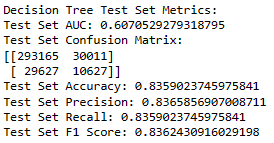 Decision Tree Test Set Metrics:
Test Set AUC: 0.6070529279318795
Test Set Confusion Matrix:
[[293165  30011]
 [ 29627  10627]]
Test Set Accuracy: 0.8359023745975841
Test Set Precision: 0.8365856907008711
Test Set Recall: 0.8359023745975841
Test Set F1 Score: 0.8362430916029198